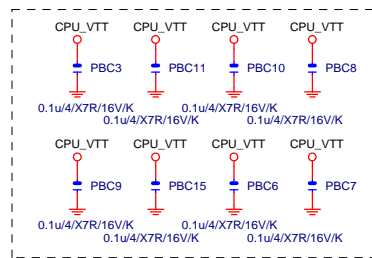 CPU_VTT CPU_VTT CPU_VTT CPU_VTT
PBC3 PBC11 PBC10 PBC8
0.1u/4/X7R/16V/K 0.1u/4/X7R/16V/K
0.1u/4/X7R/16V/K 0.1u/4/X7R/16V/K
CPU_VTT CPU_VTT CPU_VTT CPU_VTT
PBC9 PBC15 PBC6 PBC7
0.1u/4/X7R/16V/K 0.1u/4/X7R/16V/K
0.1u/4/X7R/16V/K 0.1u/4/X7R/16V/K